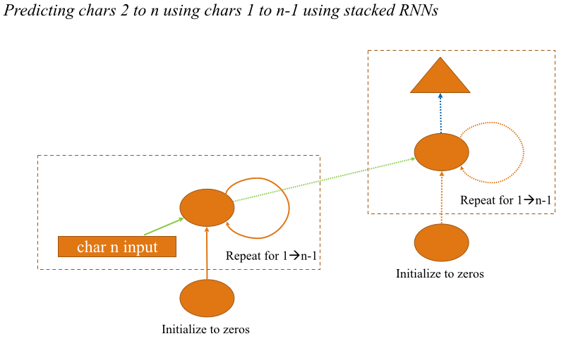 Predicting chars 2 to n using chars 1 to n-1 using stacked RNNs
char n input
Repeat for 1→n-1
Initialize to zeros
Repeat for 1→n-1
Initialize to zeros